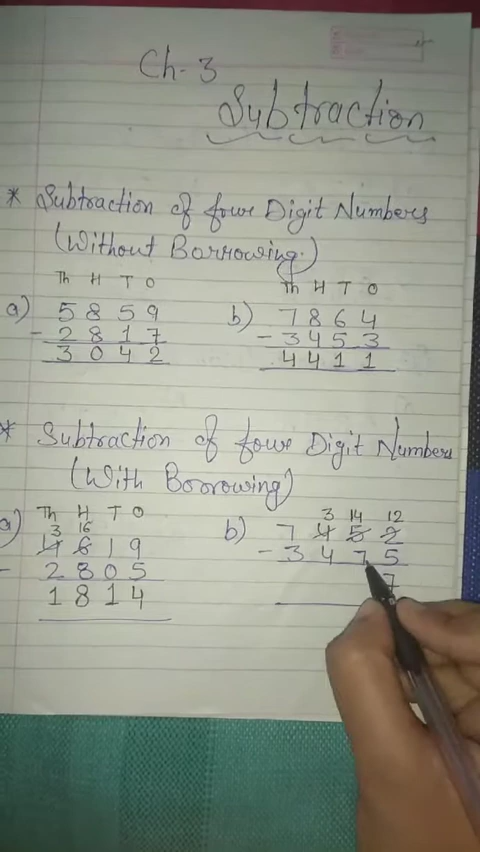 Ch-3
Subtraction
* Subtraction of four Digit Numbers
(Without Borrowing)
Th H T O Th H T O
a) 5 8 5 9 b) 7 8 6 4
- 2 8 1 7 - 3 4 5 3
3 0 4 2 4 4 1 1
* Subtraction of four Digit Numbers
(With Boorowing)
Th H T O 3 14 12
3 16
a) 4 6 1 9 b) 7 4 5 2
- 2 8 0 5 - 3 4 7 5
1 8 1 4 7